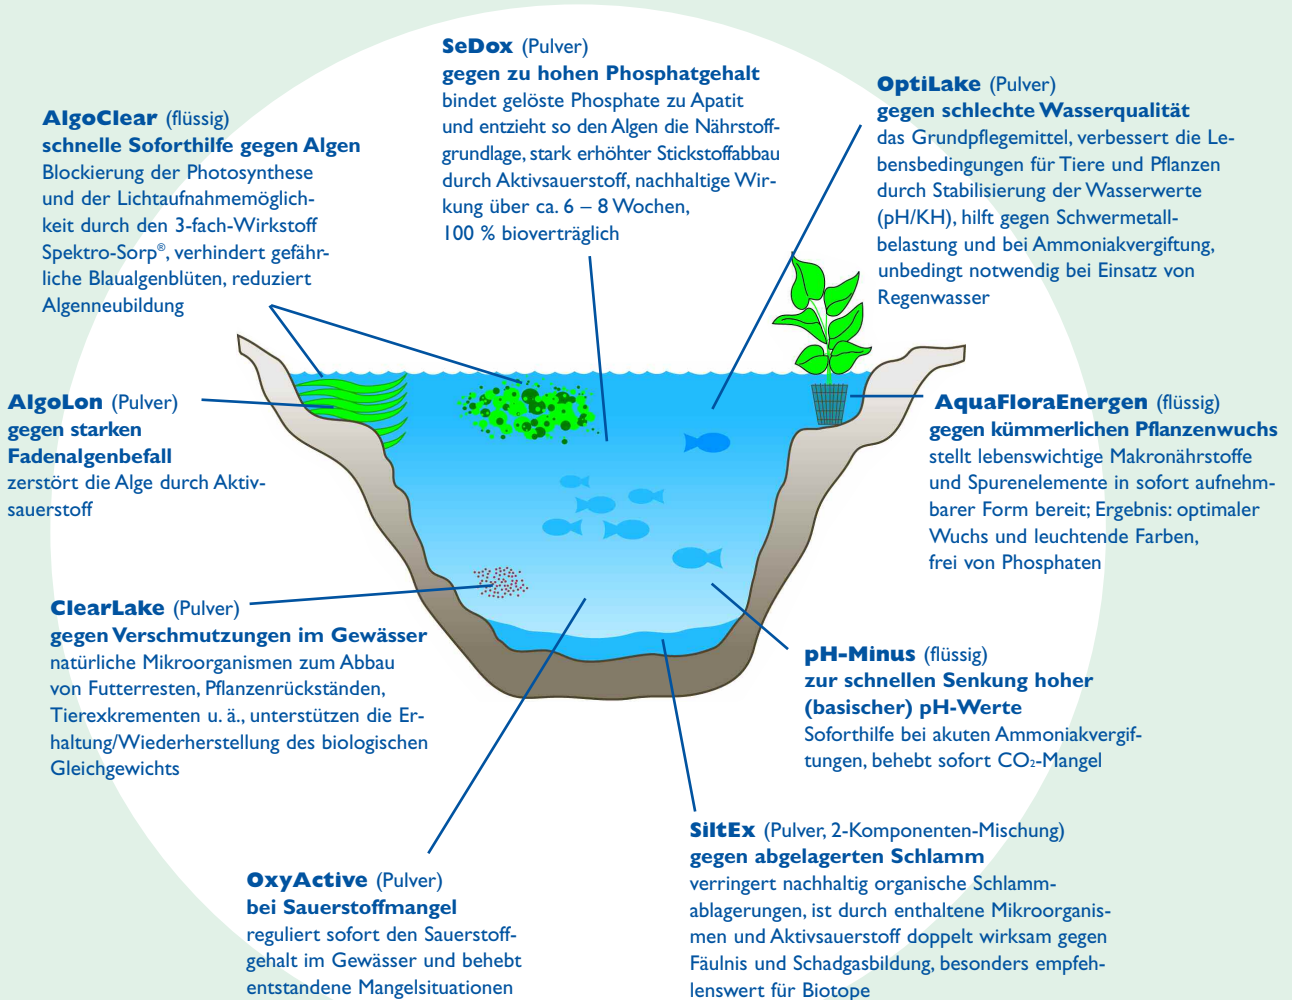 SeDox (Pulver)
gegen zu hohen Phosphatgehalt
bindet gelöste Phosphate zu Apatit
und entzieht so den Algen die Nährstoff-
grundlage, stark erhöhter Stickstoffabbau
durch Aktivsauerstoff, nachhaltige Wir-
kung über ca. 6 – 8 Wochen,
100 % bioverträglich
OptiLake (Pulver)
gegen schlechte Wasserqualität
das Grundpflegemittel, verbessert die Le-
bensbedingungen für Tiere und Pflanzen
durch Stabilisierung der Wasserwerte
(pH/KH), hilft gegen Schwermetall-
belastung und bei Ammoniakvergiftung,
unbedingt notwendig bei Einsatz von
Regenwasser
AlgoClear (flüssig)
schnelle Soforthilfe gegen Algen
Blockierung der Photosynthese
und der Lichtaufnahmemöglich-
keit durch den 3-fach-Wirkstoff
Spektro-Sorp®, verhindert gefähr-
liche Blaualgenblüten, reduziert
Algenneubildung
AlgoLon (Pulver)
gegen starken
Fadenalgenbefall
zerstört die Alge durch Aktiv-
sauerstoff
AquaFloraEnergen (flüssig)
gegen kümmerlichen Pflanzenwuchs
stellt lebenswichtige Makronährstoffe
und Spurenelemente in sofort aufnehm-
barer Form bereit; Ergebnis: optimaler
Wuchs und leuchtende Farben,
frei von Phosphaten
ClearLake (Pulver)
gegen Verschmutzungen im Gewässer
natürliche Mikroorganismen zum Abbau
von Futterresten, Pflanzenrückständen,
Tierexkrementen u. ä., unterstützen die Er-
haltung/Wiederherstellung des biologischen
Gleichgewichts
pH-Minus (flüssig)
zur schnellen Senkung hoher
(basischer) pH-Werte
Soforthilfe bei akuten Ammoniakvergif-
tungen, behebt sofort CO₂-Mangel
SiltEx (Pulver, 2-Komponenten-Mischung)
gegen abgelagerten Schlamm
verringert nachhaltig organische Schlamm-
ablagerungen, ist durch enthaltene Mikroorganis-
men und Aktivsauerstoff doppelt wirksam gegen
Fäulnis und Schadgasbildung, besonders empfeh-
lenswert für Biotope
OxyActive (Pulver)
bei Sauerstoffmangel
reguliert sofort den Sauerstoff-
gehalt im Gewässer und behebt
entstandene Mangelsituationen